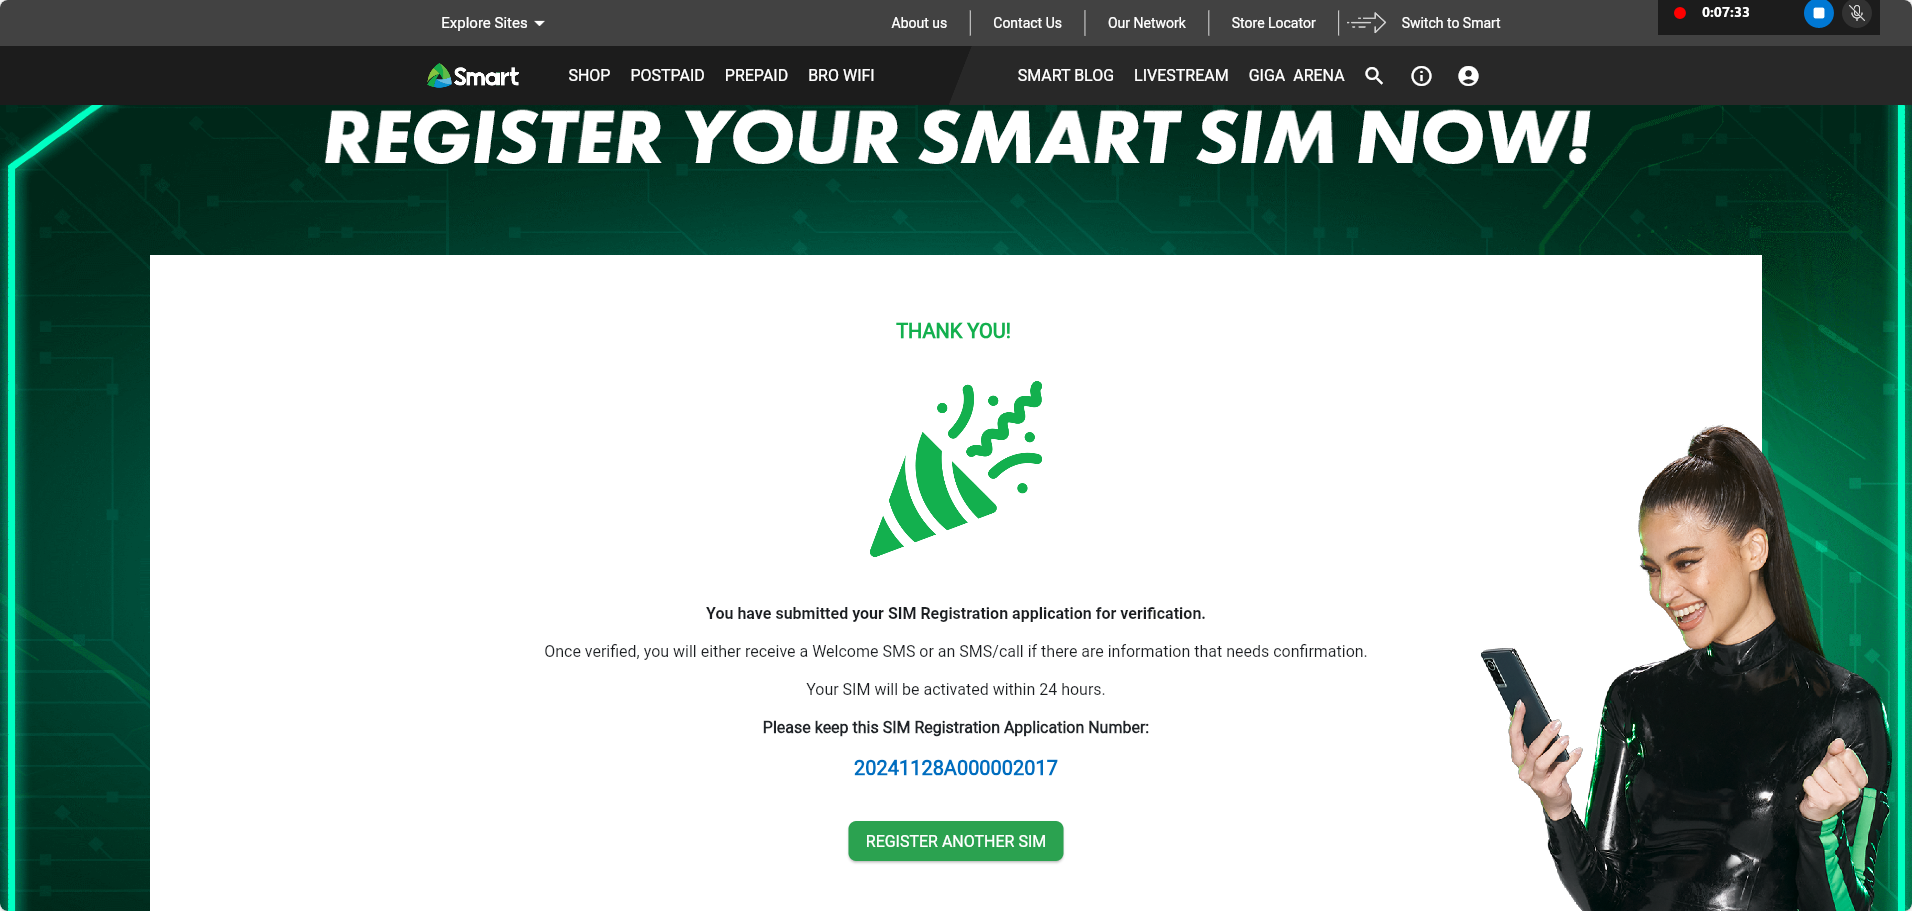 Explore Sites
About us
Contact Us
Our Network
Store Locator
Switch to Smart
0:07:33
Smart
SHOP
POSTPAID
PREPAID
BRO WIFI
SMART BLOG
LIVESTREAM
GIGA ARENA
REGISTER YOUR SMART SIM NOW!
THANK YOU!
You have submitted your SIM Registration application for verification.
Once verified, you will either receive a Welcome SMS or an SMS/call if there are information that needs confirmation.
Your SIM will be activated within 24 hours.
Please keep this SIM Registration Application Number:
20241128A000002017
REGISTER ANOTHER SIM